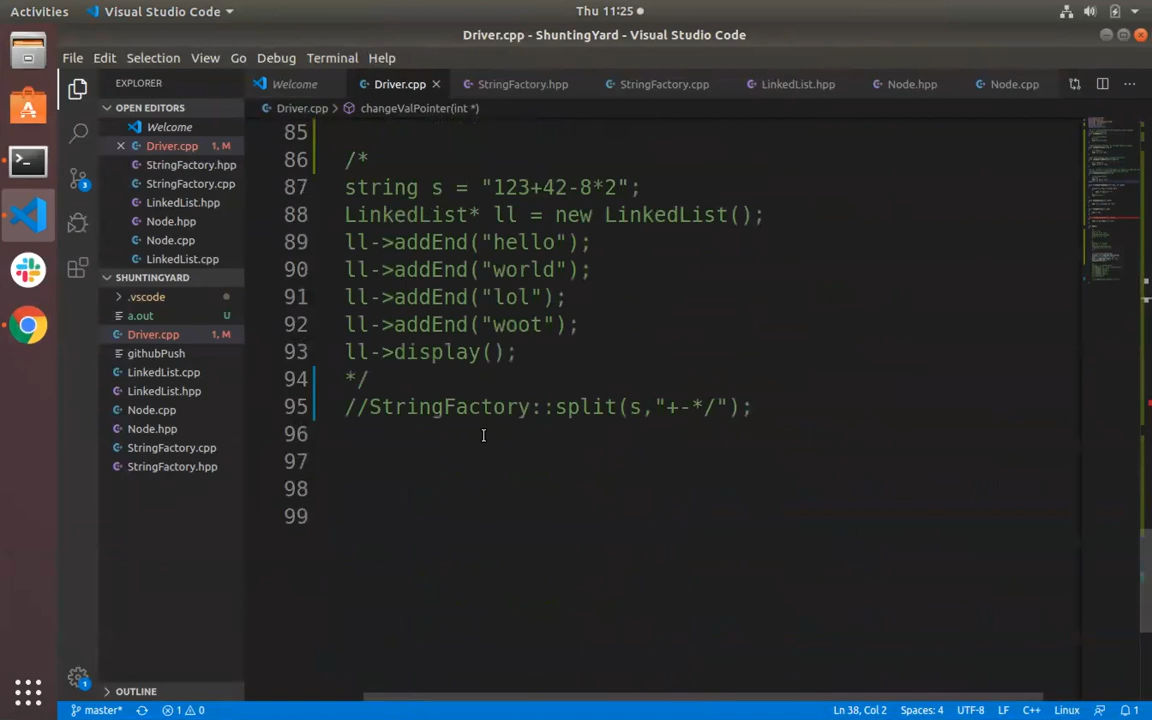 Activities Visual Studio Code Thu 11:25
Driver.cpp - ShuntingYard - Visual Studio Code
File Edit Selection View Go Debug Terminal Help
EXPLORER Welcome Driver.cpp StringFactory.hpp StringFactory.cpp LinkedList.hpp Node.hpp Node.cpp
OPEN EDITORS Driver.cpp > changeValPointer(int *)
Welcome
Driver.cpp 1, M
StringFactory.hpp
StringFactory.cpp
LinkedList.hpp
Node.hpp
Node.cpp
LinkedList.cpp
SHUNTINGYARD
.vscode
a.out U
Driver.cpp 1, M
githubPush
LinkedList.cpp
LinkedList.hpp
Node.cpp
Node.hpp
StringFactory.cpp
StringFactory.hpp
OUTLINE
85
86 /*
87 string s = "123+42-8*2";
88 LinkedList* ll = new LinkedList();
89 ll->addEnd("hello");
90 ll->addEnd("world");
91 ll->addEnd("lol");
92 ll->addEnd("woot");
93 ll->display();
94 */
95 //StringFactory::split(s,"+-*/");
96
97
98
99
3
1
master* 1 0 Ln 38, Col 2 Spaces: 4 UTF-8 LF C++ Linux 1